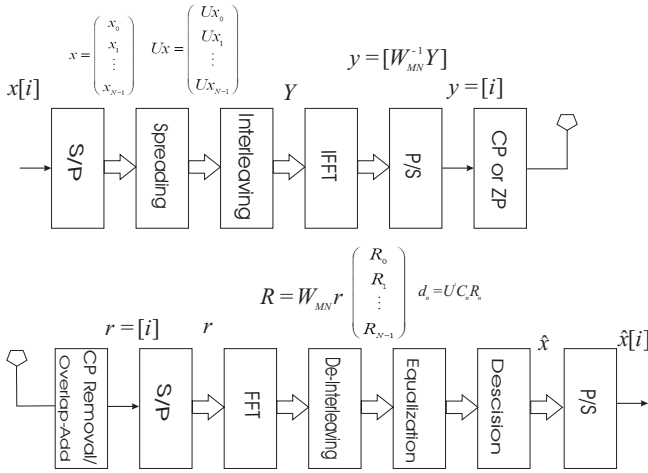 x = ( x_0 x_1 ⋮ x_{N-1} )
Ux = ( Ux_0 Ux_1 ⋮ Ux_{N-1} )
y = [W_{MN}^{-1} Y]
x[i]
Y
y = [i]
S/P
Spreading
Interleaving
IFFT
P/S
CP or ZP
R = W_{MN} r
( R_0 R_1 ⋮ R_{N-1} )
d_n = U'C_n R_n
r = [i]
r
x̂
x̂[i]
CP Removal/
Overlap-Add
S/P
FFT
De-Interleaving
Equalization
Descision
P/S